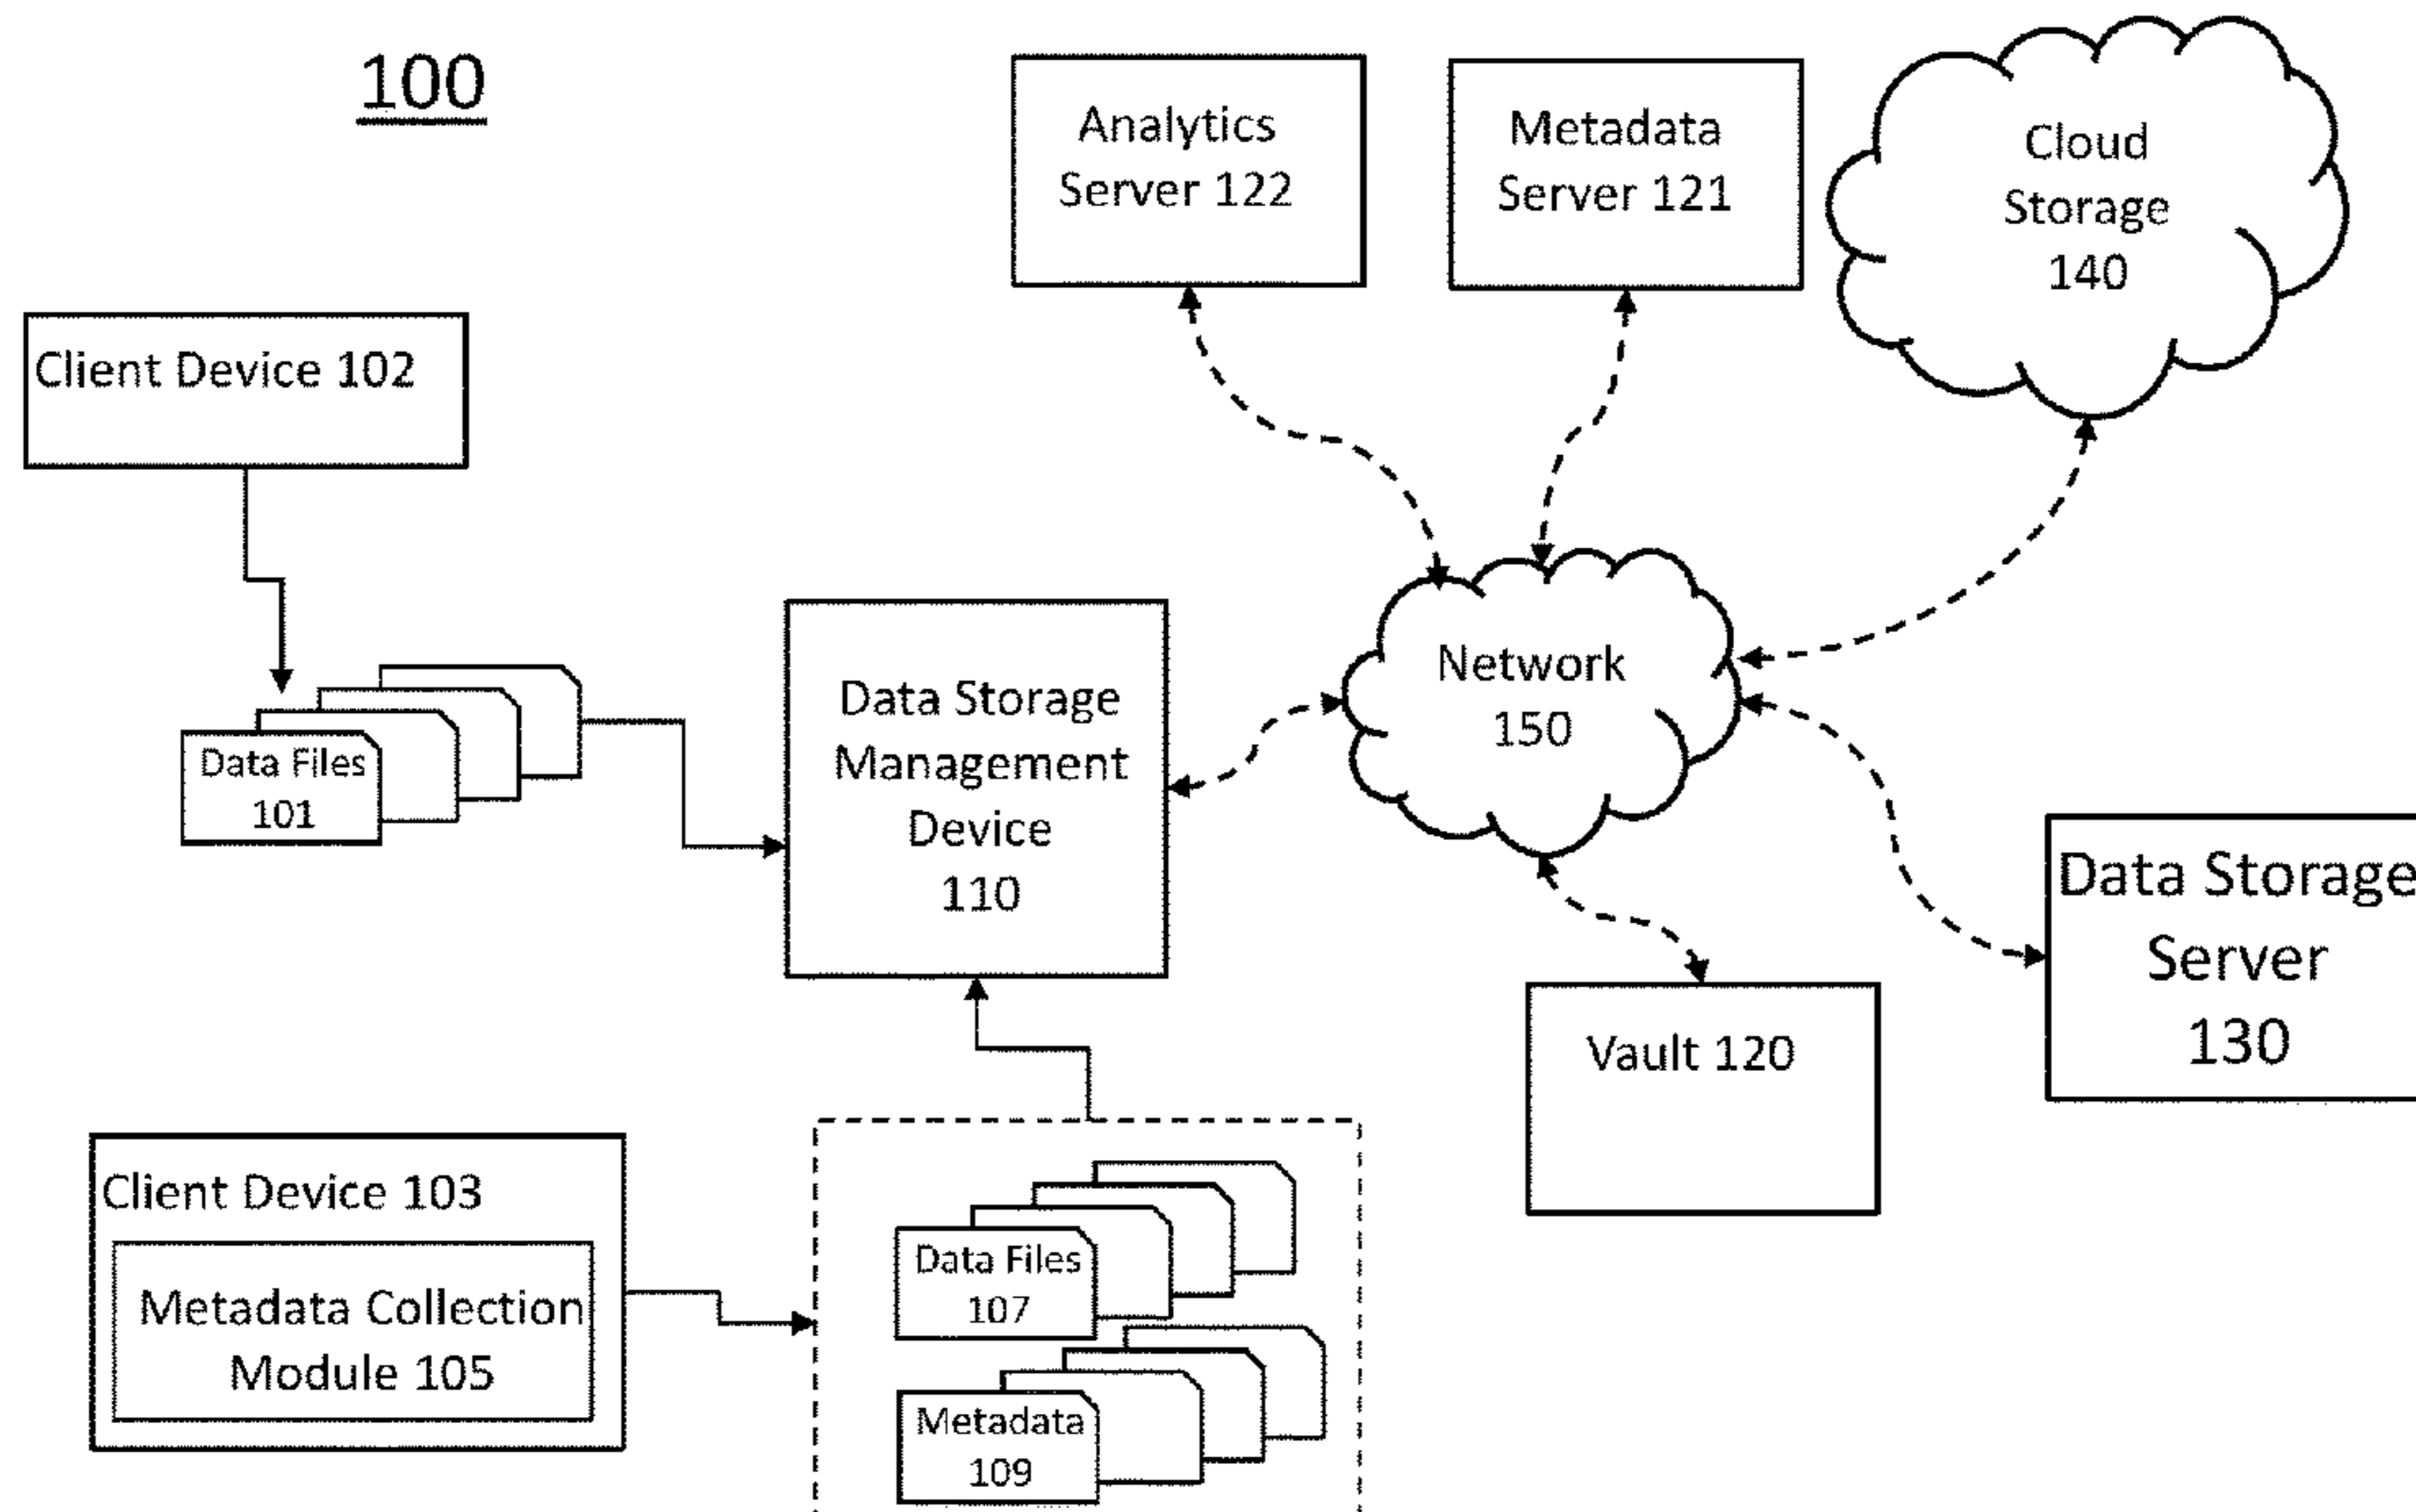 100
Analytics
Server 122
Metadata
Server 121
Cloud
Storage
140
Client Device 102
Data Files
101
Data Storage
Management
Device
110
Network
150
Data Storage
Server
130
Vault 120
Client Device 103
Metadata Collection
Module 105
Data Files
107
Metadata
109